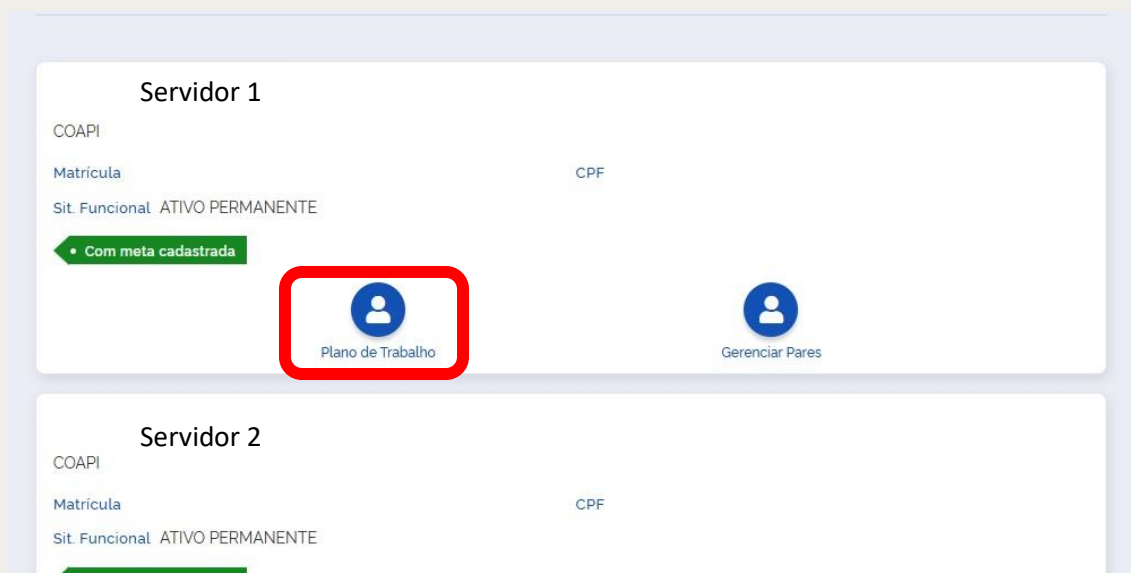 Servidor 1
COAPI
Matrícula CPF
Sit. Funcional ATIVO PERMANENTE
• Com meta cadastrada
Plano de Trabalho Gerenciar Pares
Servidor 2
COAPI
Matrícula CPF
Sit. Funcional ATIVO PERMANENTE